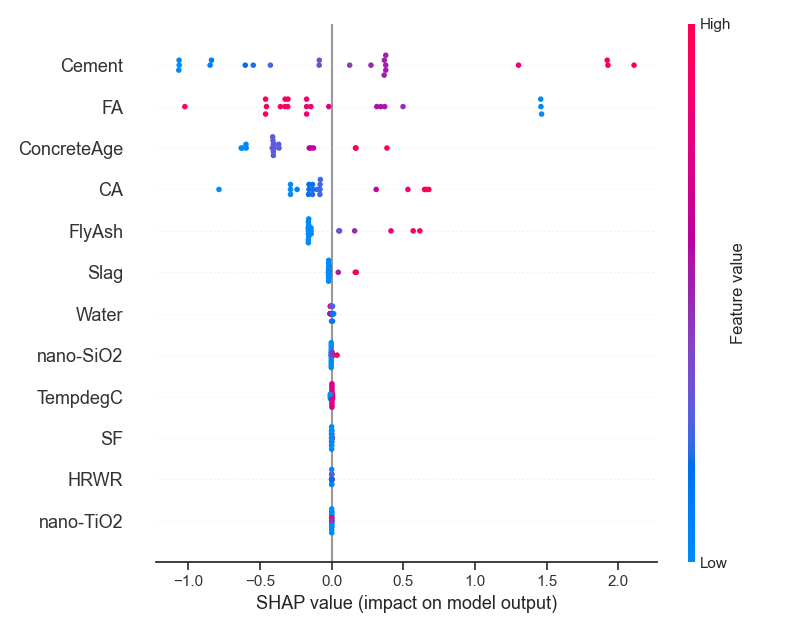 High
Cement
FA
ConcreteAge
CA
FlyAsh
Slag
Water
nano-SiO2
TempdegC
SF
HRWR
nano-TiO2
Feature value
Low
−1.0 −0.5 0.0 0.5 1.0 1.5 2.0
SHAP value (impact on model output)